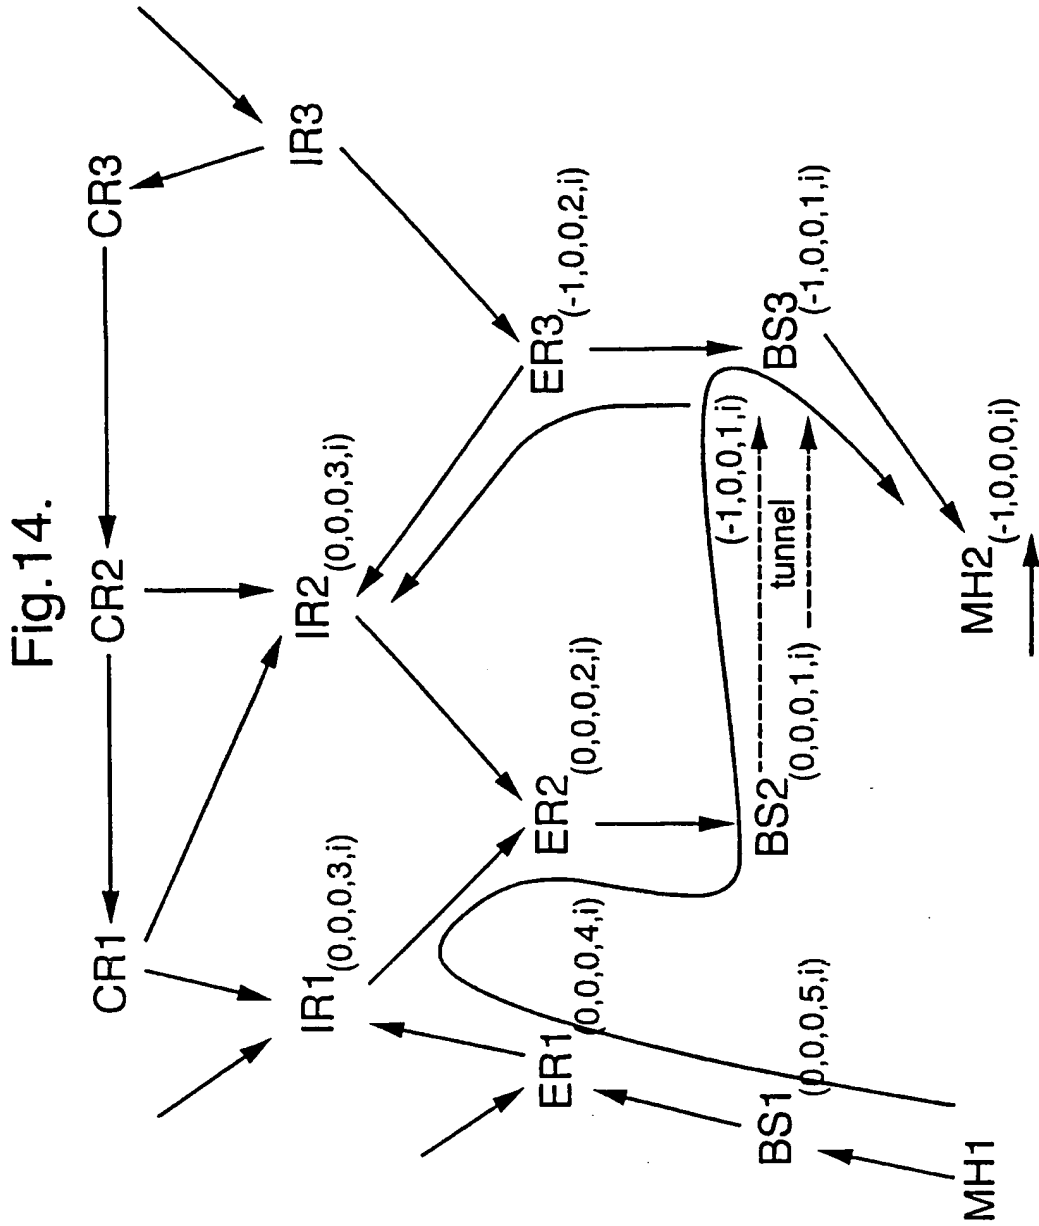 Fig.14.
CR1
CR2
CR3
IR1(0,0,0,3,i)
IR2(0,0,0,3,i)
IR3
ER1(0,0,0,4,i)
ER2(0,0,0,2,i)
ER3(-1,0,0,2,i)
(-1,0,0,1,i)
tunnel
BS1(0,0,0,5,i)
BS2(0,0,0,1,i)
BS3(-1,0,0,1,i)
MH1
MH2(-1,0,0,0,i)